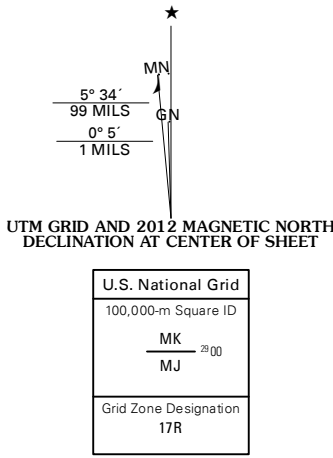 ★
MN
5° 34´
99 MILS
GN
0° 5´
1 MILS
UTM GRID AND 2012 MAGNETIC NORTH
DECLINATION AT CENTER OF SHEET
U.S. National Grid
100,000-m Square ID
MK
2900
MJ
Grid Zone Designation
17R